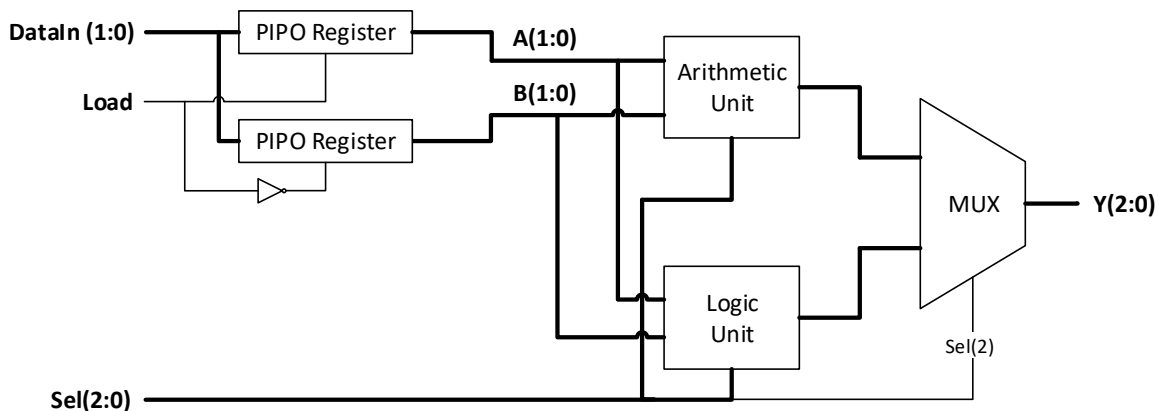 DataIn (1:0)
PIPO Register
A(1:0)
Load
B(1:0)
PIPO Register
Arithmetic
Unit
MUX
Y(2:0)
Logic
Unit
Sel(2)
Sel(2:0)